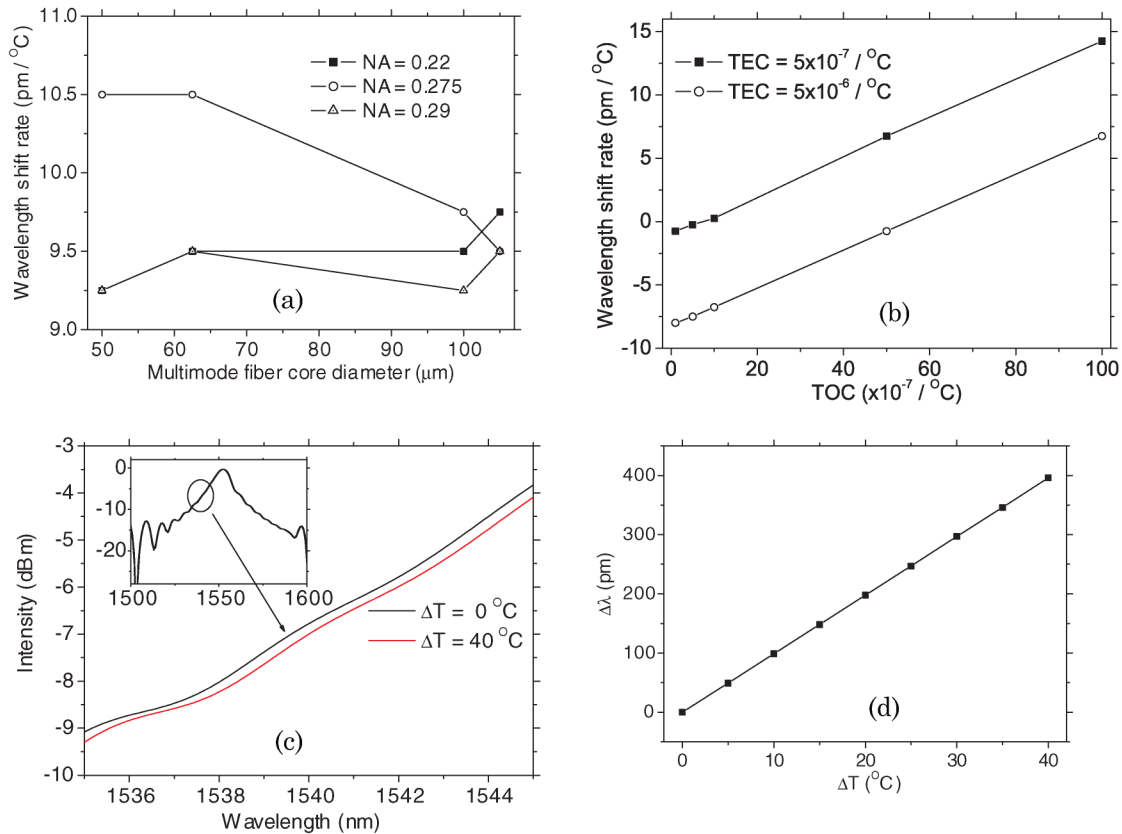 (a)
Wavelength shift rate (pm / °C)
11.0
10.5
10.0
9.5
9.0
NA = 0.22
NA = 0.275
NA = 0.29
50 60 70 80 90 100
Multimode fiber core diameter (μm)
(b)
Wavelength shift rate (pm / °C)
15
10
5
0
-5
-10
TEC = 5x10⁻⁷ / °C
TEC = 5x10⁻⁶ / °C
0 20 40 60 80 100
TOC (x10⁻⁷ / °C)
(c)
Intensity (dBm)
-3
-4
-5
-6
-7
-8
-9
-10
0
-10
-20
1500 1550 1600
ΔT = 0 °C
ΔT = 40 °C
1536 1538 1540 1542 1544
Wavelength (nm)
(d)
Δλ (pm)
400
300
200
100
0
0 10 20 30 40
ΔT (°C)